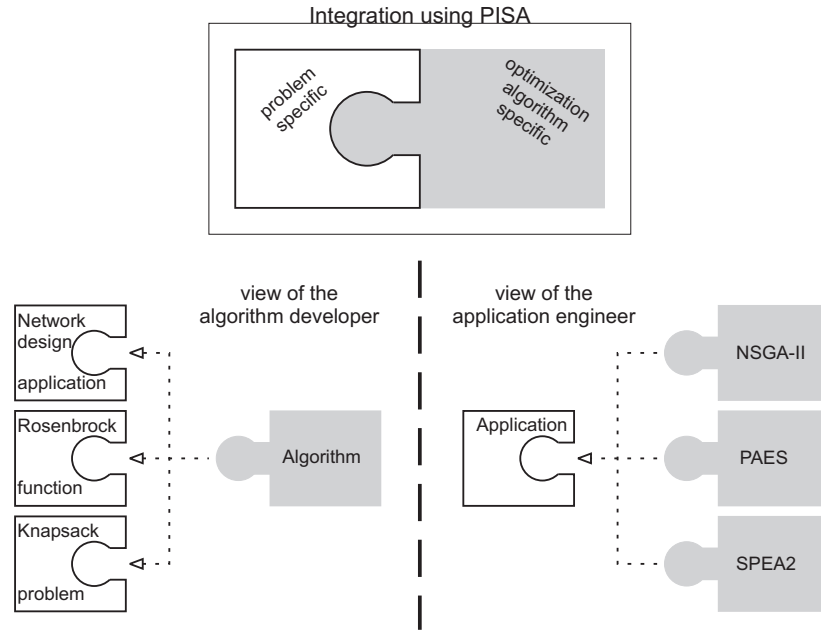 Integration using PISA
problem
specific
optimization
algorithm
specific
view of the
algorithm developer
view of the
application engineer
Network
design
application
Rosenbrock
function
Knapsack
problem
Algorithm
Application
NSGA-II
PAES
SPEA2